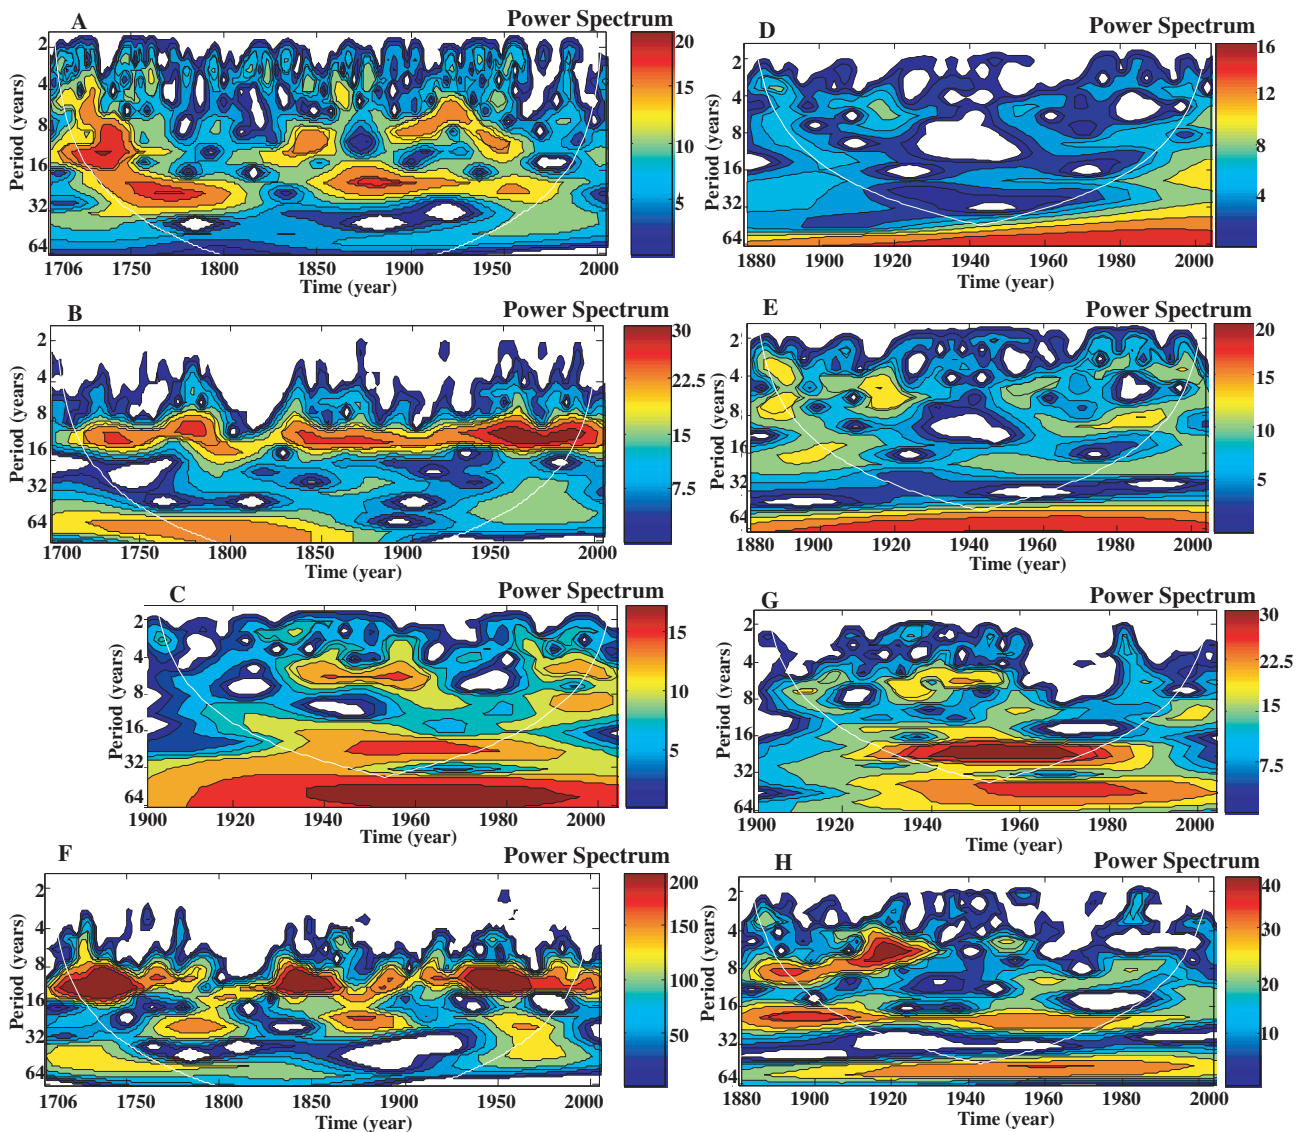 A Power Spectrum
2
4
8
16
32
64
Period (years)
1706 1750 1800 1850 1900 1950 2000
Time (year)
20
15
10
5
D Power Spectrum
2
4
8
16
32
64
Period (years)
1880 1900 1920 1940 1960 1980 2000
Time (year)
16
12
8
4
B Power Spectrum
2
4
8
16
32
64
Period (years)
1700 1750 1800 1850 1900 1950 2000
Time (year)
30
22.5
15
7.5
E Power Spectrum
2
4
8
16
32
64
Period (years)
1880 1900 1920 1940 1960 1980 2000
Time (year)
20
15
10
5
C Power Spectrum
2
4
8
16
32
64
Period (years)
1900 1920 1940 1960 1980 2000
Time (year)
15
10
5
G Power Spectrum
2
4
8
16
32
64
Period (years)
1900 1920 1940 1960 1980 2000
Time (year)
30
22.5
15
7.5
F Power Spectrum
2
4
8
16
32
64
Period (years)
1706 1750 1800 1850 1900 1950 2000
Time (year)
200
150
100
50
H Power Spectrum
2
4
8
16
32
64
Period (years)
1880 1900 1920 1940 1960 1980 2000
Time (year)
40
30
20
10